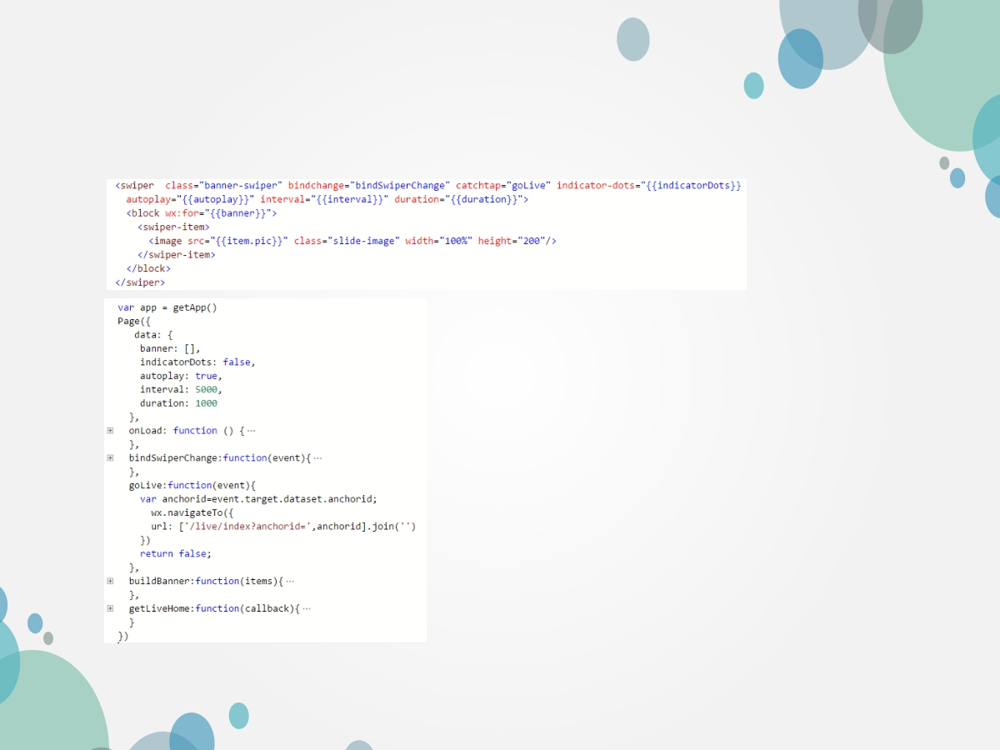 <swiper  class="banner-swiper" bindchange="bindSwiperChange" catchtap="goLive" indicator-dots="{{indicatorDots}}
  autoplay="{{autoplay}}" interval="{{interval}}" duration="{{duration}}">
  <block wx:for="{{banner}}">
    <swiper-item>
      <image src="{{item.pic}}" class="slide-image" width="100%" height="200"/>
    </swiper-item>
  </block>
</swiper>
var app = getApp()
Page({
   data: {
    banner: [],
    indicatorDots: false,
    autoplay: true,
    interval: 5000,
    duration: 1000
  },
  onLoad: function () {···
  },
  bindSwiperChange:function(event){···
  },
  goLive:function(event){
    var anchorid=event.target.dataset.anchorid;
      wx.navigateTo({
      url: ['/live/index?anchorid=',anchorid].join('')
    })
    return false;
  },
  buildBanner:function(items){···
  },
  getLiveHome:function(callback){···
  }
})